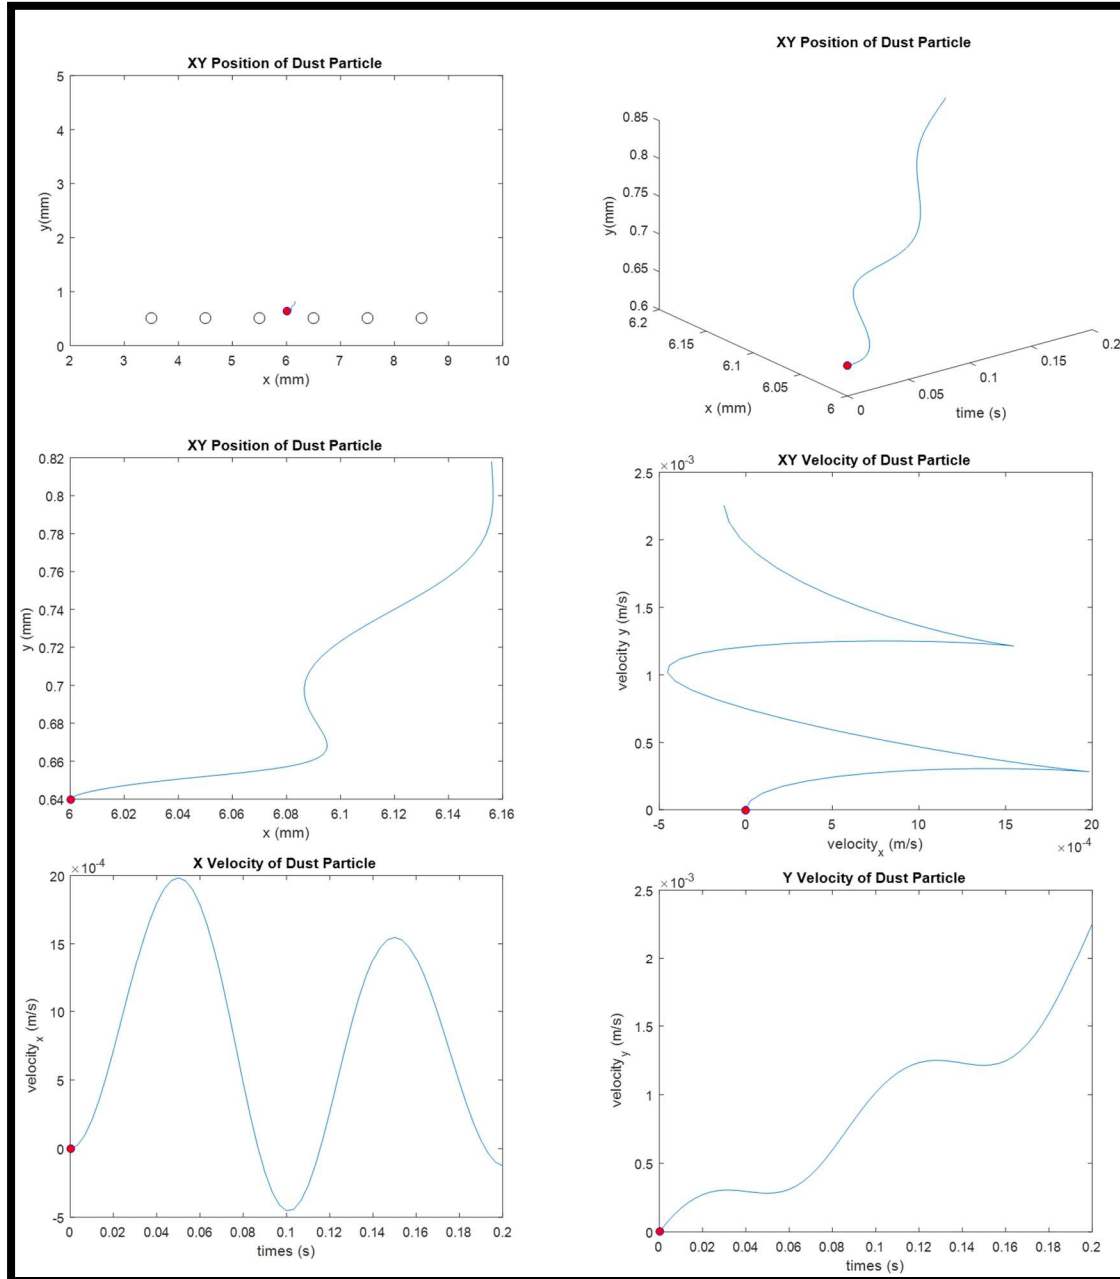 XY Position of Dust Particle
5
4
3
2
1
0
y(mm)
2 3 4 5 6 7 8 9 10
x (mm)
XY Position of Dust Particle
0.85
0.8
0.75
0.7
0.65
0.6
y(mm)
6.2
6.15
6.1
6.05
6
x (mm)
0
0.05
0.1
0.15
0.2
time (s)
XY Position of Dust Particle
0.82
0.8
0.78
0.76
0.74
0.72
0.7
0.68
0.66
0.64
y (mm)
6 6.02 6.04 6.06 6.08 6.1 6.12 6.14 6.16
x (mm)
XY Velocity of Dust Particle
×10⁻³
2.5
2
1.5
1
0.5
0
velocity y (m/s)
-5 0 5 10 15 20
velocityₓ (m/s)
×10⁻⁴
X Velocity of Dust Particle
×10⁻⁴
20
15
10
5
0
-5
velocityₓ (m/s)
0 0.02 0.04 0.06 0.08 0.1 0.12 0.14 0.16 0.18 0.2
times (s)
Y Velocity of Dust Particle
×10⁻³
2.5
2
1.5
1
0.5
0
velocity_y (m/s)
0 0.02 0.04 0.06 0.08 0.1 0.12 0.14 0.16 0.18 0.2
times (s)